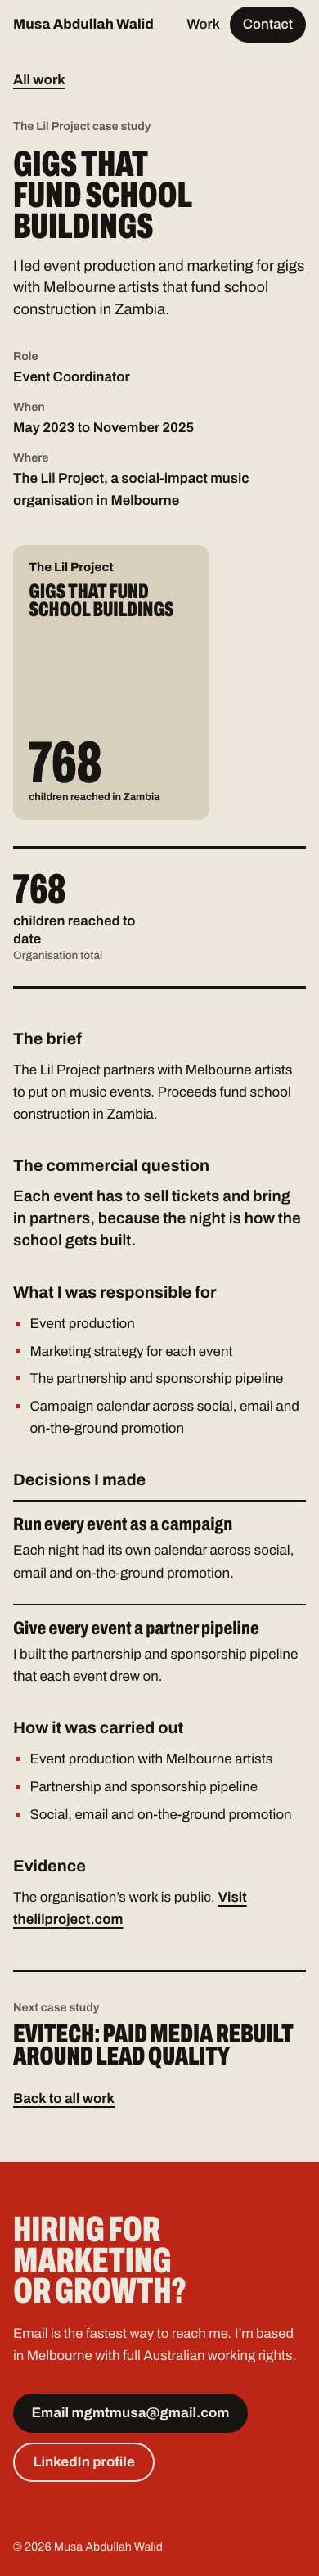 Musa Abdullah Walid Work Contact
All work
The Lil Project case study
GIGS THAT
FUND SCHOOL
BUILDINGS
I led event production and marketing for gigs
with Melbourne artists that fund school
construction in Zambia.
Role
Event Coordinator
When
May 2023 to November 2025
Where
The Lil Project, a social-impact music
organisation in Melbourne
The Lil Project
GIGS THAT FUND
SCHOOL BUILDINGS
768
children reached in Zambia
768
children reached to
date
Organisation total
The brief
The Lil Project partners with Melbourne artists
to put on music events. Proceeds fund school
construction in Zambia.
The commercial question
Each event has to sell tickets and bring
in partners, because the night is how the
school gets built.
What I was responsible for
Event production
Marketing strategy for each event
The partnership and sponsorship pipeline
Campaign calendar across social, email and
on-the-ground promotion
Decisions I made
Run every event as a campaign
Each night had its own calendar across social,
email and on-the-ground promotion.
Give every event a partner pipeline
I built the partnership and sponsorship pipeline
that each event drew on.
How it was carried out
Event production with Melbourne artists
Partnership and sponsorship pipeline
Social, email and on-the-ground promotion
Evidence
The organisation’s work is public. Visit
thelilproject.com
Next case study
EVITECH: PAID MEDIA REBUILT
AROUND LEAD QUALITY
Back to all work
HIRING FOR
MARKETING
OR GROWTH?
Email is the fastest way to reach me. I’m based
in Melbourne with full Australian working rights.
Email mgmtmusa@gmail.com
LinkedIn profile
© 2026 Musa Abdullah Walid